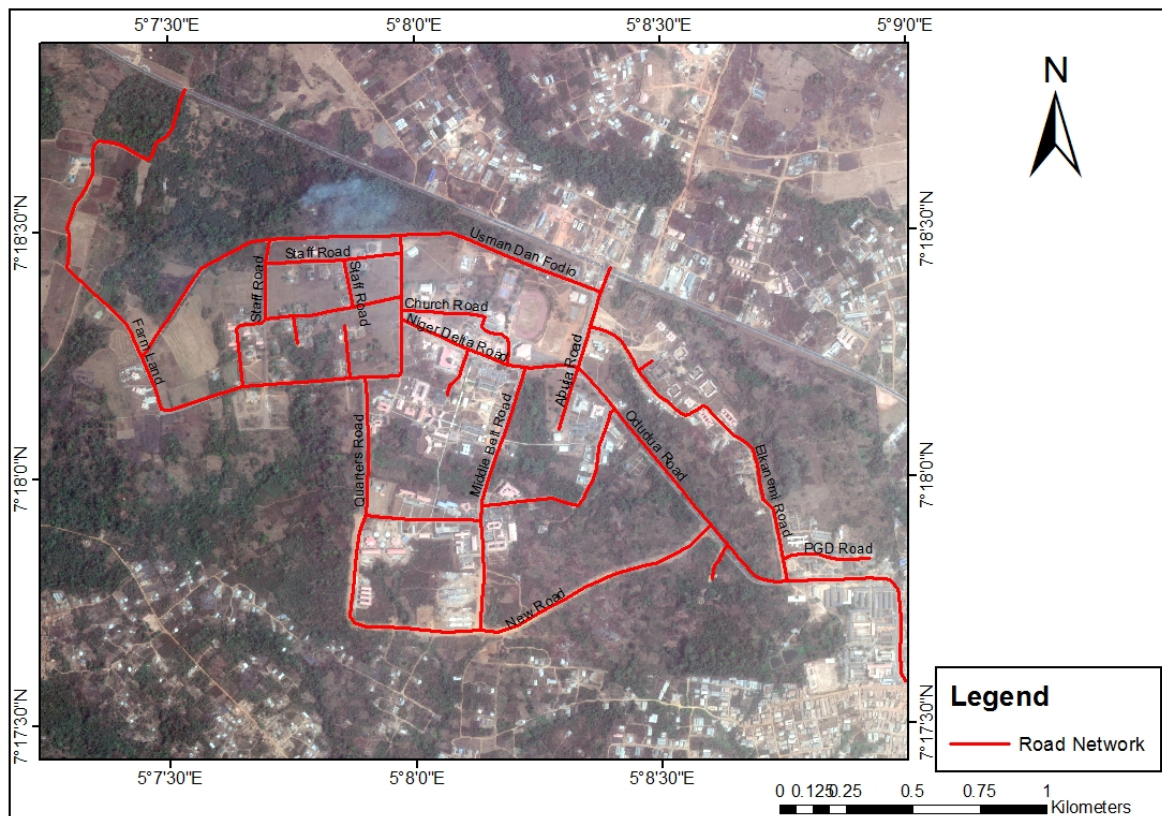 5°7'30"E
5°8'0"E
5°8'30"E
5°9'0"E
N
7°18'30"N
7°18'30"N
Usman Dan Fodio
Staff Road
Staff Road
Staff Road
Church Road
Niger Delta Road
Farm Land
Abuja Road
Quarters Road
Middle Belt Road
Odudua Road
Elkanemi Road
7°18'0"N
7°18'0"N
PGD Road
New Road
7°17'30"N
7°17'30"N
Legend
Road Network
5°7'30"E
5°8'0"E
5°8'30"E
0 0.125 0.25 0.5 0.75 1
Kilometers